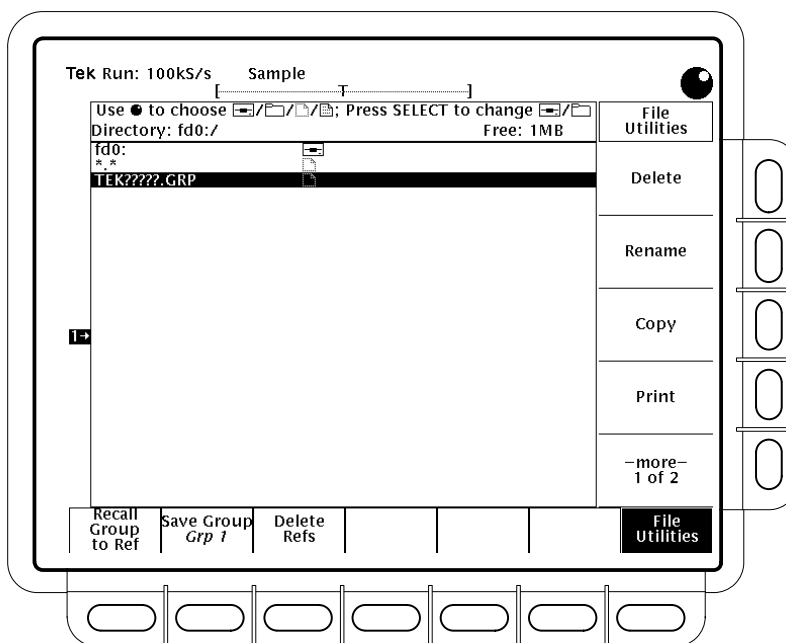 Tek Run: 100kS/s Sample
[ T ]
Use to choose / / / ; Press SELECT to change /
Directory: fd0:/ Free: 1MB
fd0:
*.*
TEK?????.GRP
1→
File
Utilities
Delete
Rename
Copy
Print
–more–
1 of 2
Recall
Group
to Ref
Save Group
Grp 1
Delete
Refs
File
Utilities